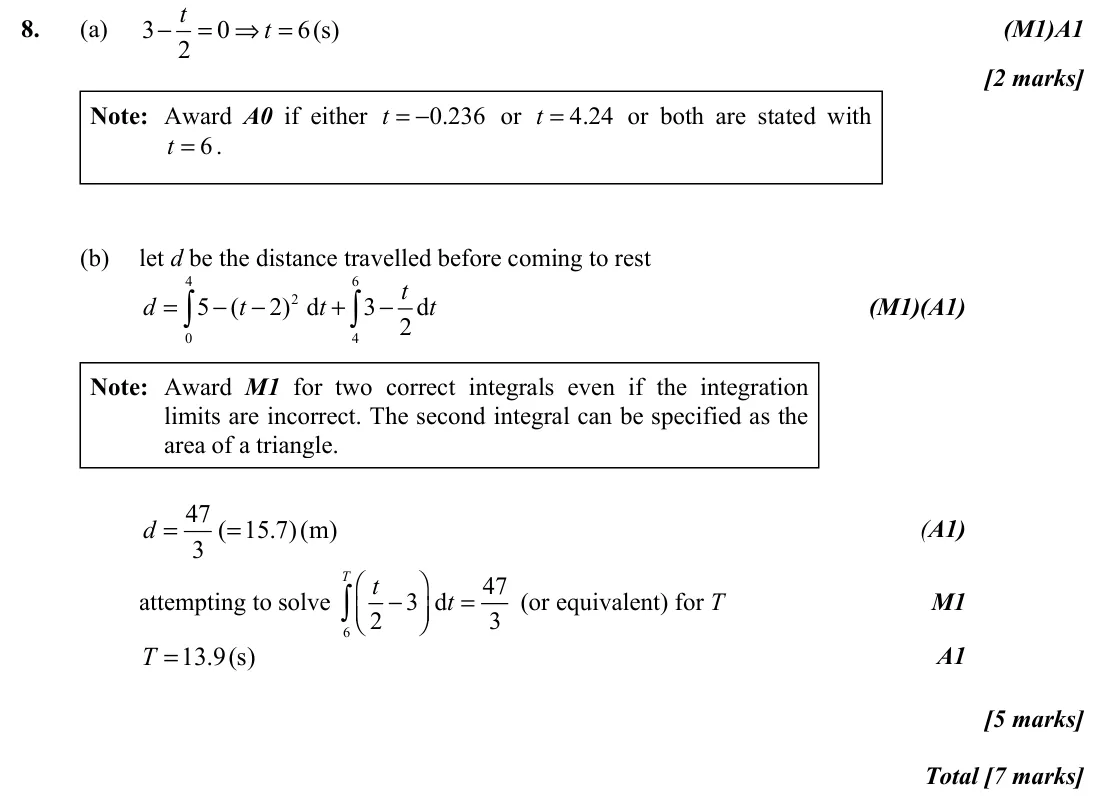 8. (a) 3 − t/2 = 0 ⇒ t = 6 (s) (M1)A1
[2 marks]
Note: Award A0 if either t = −0.236 or t = 4.24 or both are stated with
t = 6 .
(b) let d be the distance travelled before coming to rest
d = ∫₀⁴ 5 − (t − 2)² dt + ∫₄⁶ 3 − t/2 dt (M1)(A1)
Note: Award M1 for two correct integrals even if the integration
limits are incorrect. The second integral can be specified as the
area of a triangle.
d = 47/3 (= 15.7) (m) (A1)
attempting to solve ∫₆ᵀ (t/2 − 3) dt = 47/3 (or equivalent) for T M1
T = 13.9 (s) A1
[5 marks]
Total [7 marks]